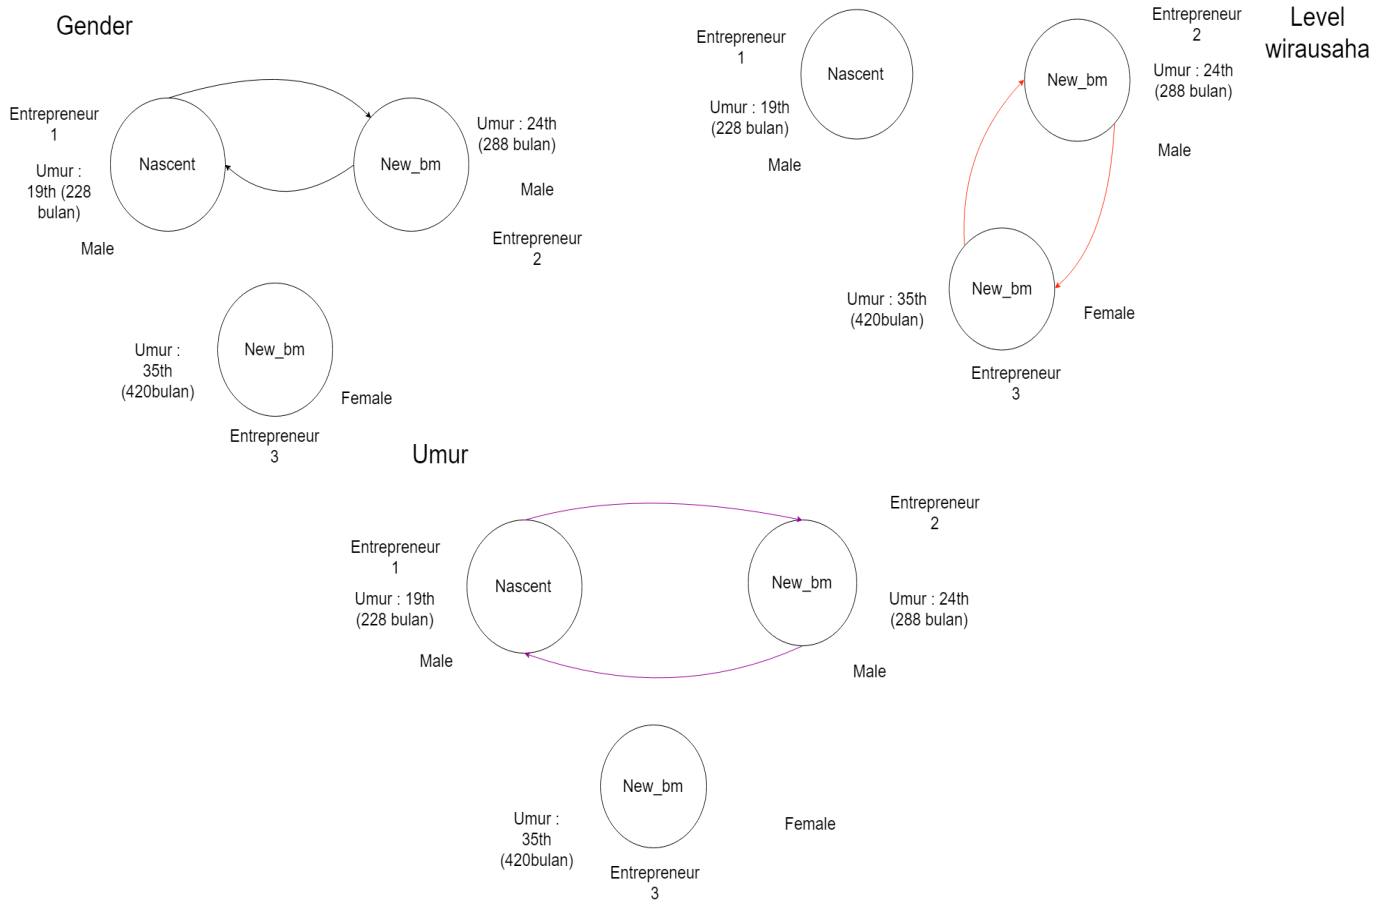 Gender
Entrepreneur
1
Umur :
19th (228
bulan)
Male
Nascent
New_bm
Umur : 24th
(288 bulan)
Male
Entrepreneur
2
New_bm
Umur :
35th
(420bulan)
Female
Entrepreneur
3
Level
wirausaha
Entrepreneur
1
Umur : 19th
(228 bulan)
Male
Nascent
New_bm
Entrepreneur
2
Umur : 24th
(288 bulan)
Male
New_bm
Umur : 35th
(420bulan)
Female
Entrepreneur
3
Umur
Entrepreneur
1
Umur : 19th
(228 bulan)
Male
Nascent
New_bm
Entrepreneur
2
Umur : 24th
(288 bulan)
Male
New_bm
Umur :
35th
(420bulan)
Female
Entrepreneur
3